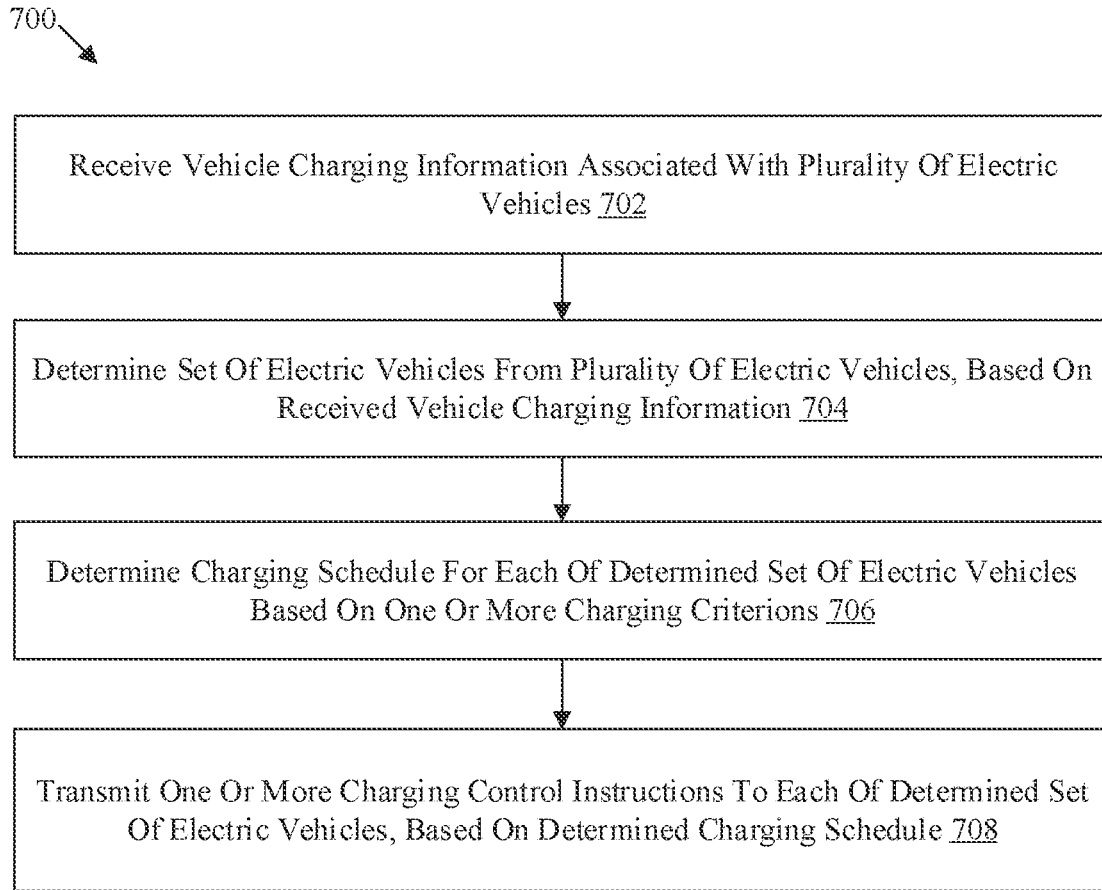 700
Receive Vehicle Charging Information Associated With Plurality Of Electric
Vehicles 702
Determine Set Of Electric Vehicles From Plurality Of Electric Vehicles, Based On
Received Vehicle Charging Information 704
Determine Charging Schedule For Each Of Determined Set Of Electric Vehicles
Based On One Or More Charging Criterions 706
Transmit One Or More Charging Control Instructions To Each Of Determined Set
Of Electric Vehicles, Based On Determined Charging Schedule 708